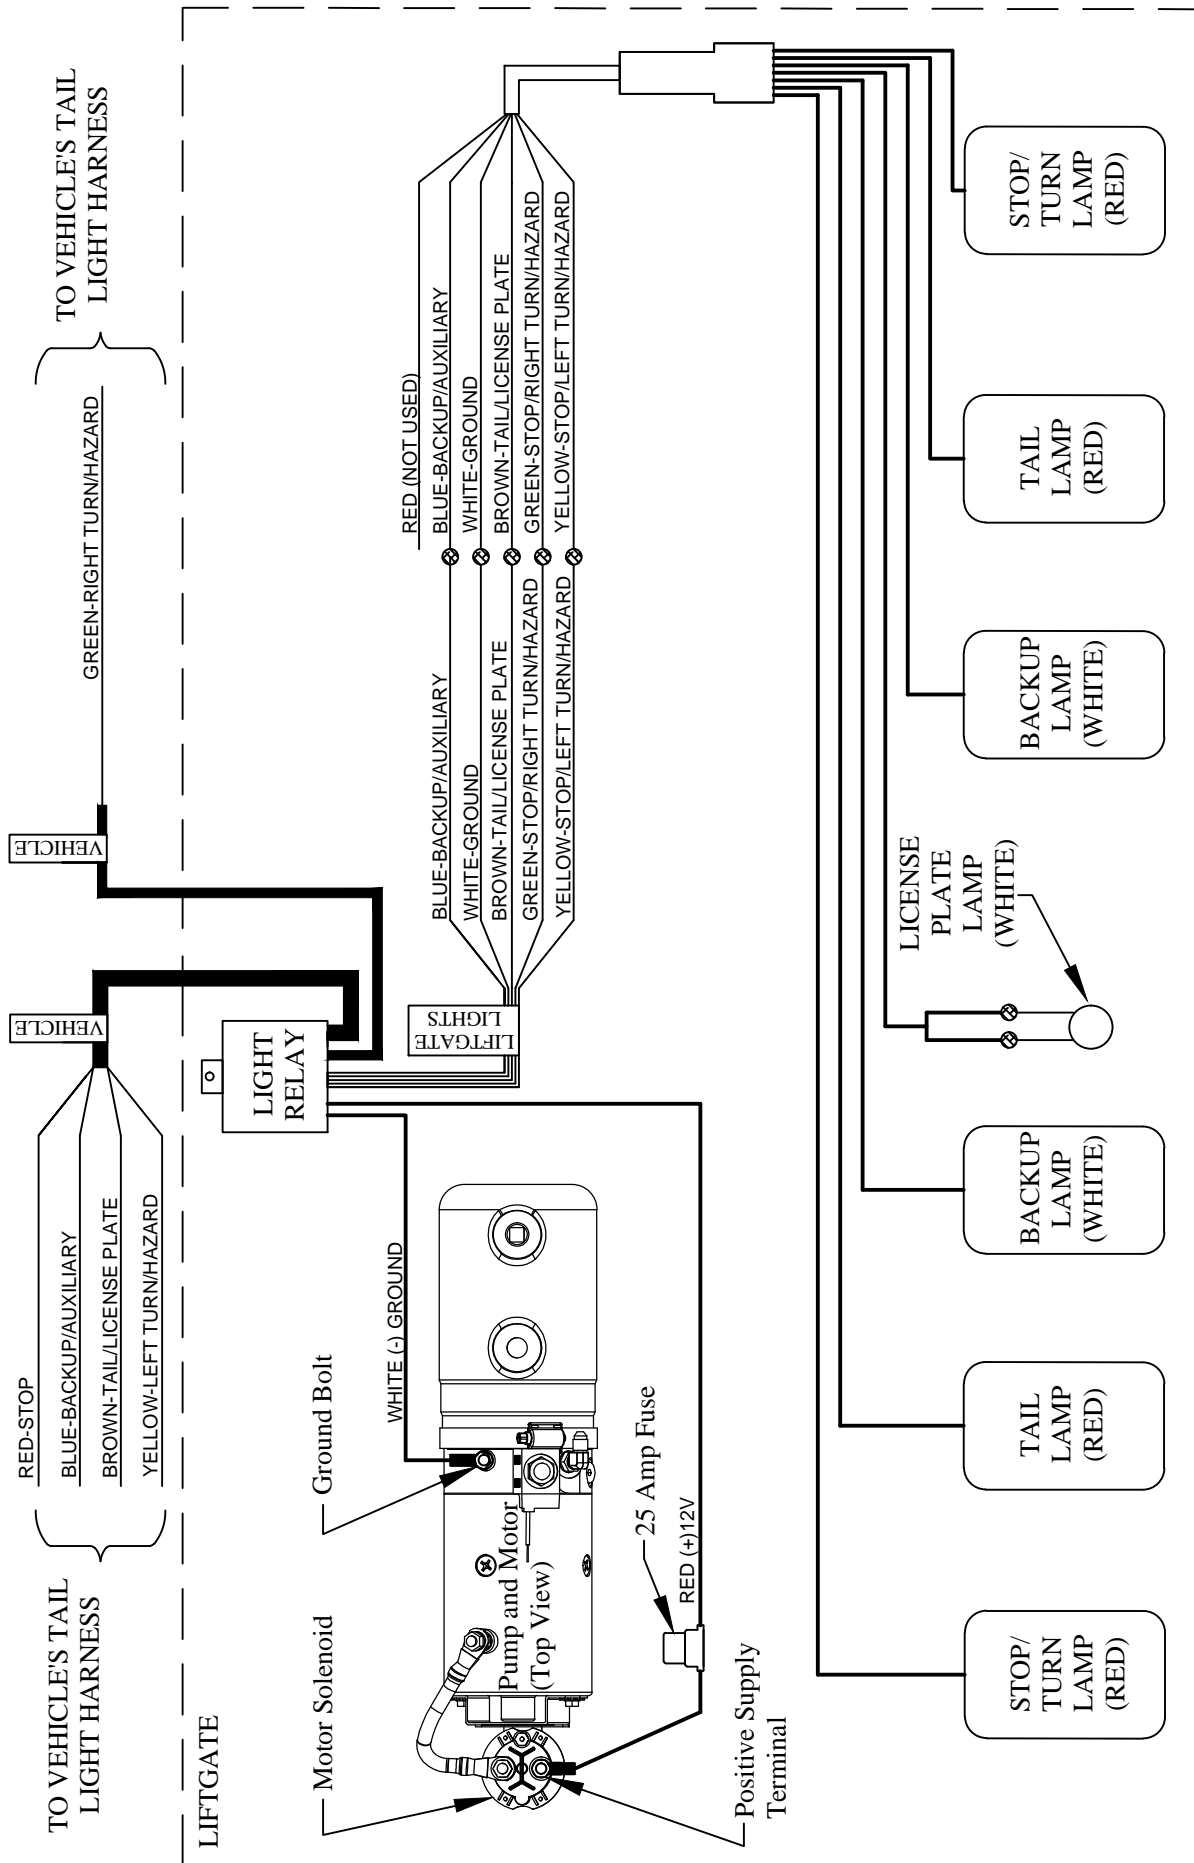 TO VEHICLE'S TAIL
LIGHT HARNESS
RED-STOP
BLUE-BACKUP/AUXILIARY
BROWN-TAIL/LICENSE PLATE
YELLOW-LEFT TURN/HAZARD
VEHICLE
VEHICLE
GREEN-RIGHT TURN/HAZARD
TO VEHICLE'S TAIL
LIGHT HARNESS
LIFTGATE
LIGHT
RELAY
Motor Solenoid
Ground Bolt
WHITE (-) GROUND
Pump and Motor
(Top View)
LIFTGATE
LIGHTS
BLUE-BACKUP/AUXILIARY
WHITE-GROUND
BROWN-TAIL/LICENSE PLATE
GREEN-STOP/RIGHT TURN/HAZARD
YELLOW-STOP/LEFT TURN/HAZARD
RED (NOT USED)
BLUE-BACKUP/AUXILIARY
WHITE-GROUND
BROWN-TAIL/LICENSE PLATE
GREEN-STOP/RIGHT TURN/HAZARD
YELLOW-STOP/LEFT TURN/HAZARD
25 Amp Fuse
RED (+)12V
Positive Supply
Terminal
STOP/
TURN
LAMP
(RED)
TAIL
LAMP
(RED)
BACKUP
LAMP
(WHITE)
LICENSE
PLATE
LAMP
(WHITE)
BACKUP
LAMP
(WHITE)
TAIL
LAMP
(RED)
STOP/
TURN
LAMP
(RED)